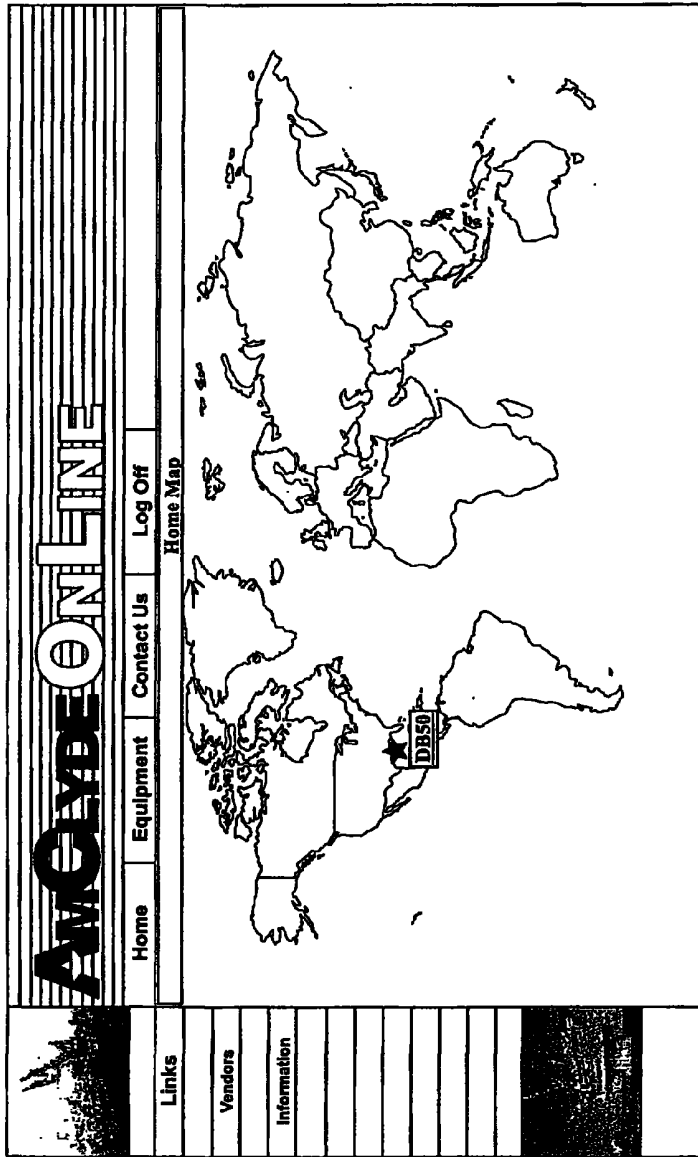 AMCLYDE ONLINE
Home Equipment Contact Us Log Off
Home Map
Links
Vendors
Information
DB50